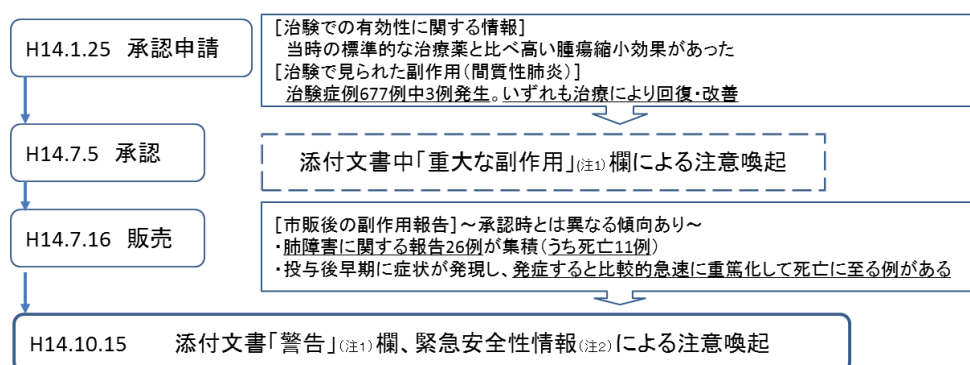 H14.1.25 承認申請
[治験での有効性に関する情報]
当時の標準的な治療薬と比べ高い腫瘍縮小効果があった
[治験で見られた副作用(間質性肺炎)]
治験症例677例中3例発生。いずれも治療により回復・改善
H14.7.5 承認
添付文書中「重大な副作用」(注1)欄による注意喚起
H14.7.16 販売
[市販後の副作用報告]~承認時とは異なる傾向あり~
・肺障害に関する報告26例が集積(うち死亡11例)
・投与後早期に症状が発現し、発症すると比較的急速に重篤化して死亡に至る例がある
H14.10.15 添付文書「警告」(注1)欄、緊急安全性情報(注2)による注意喚起